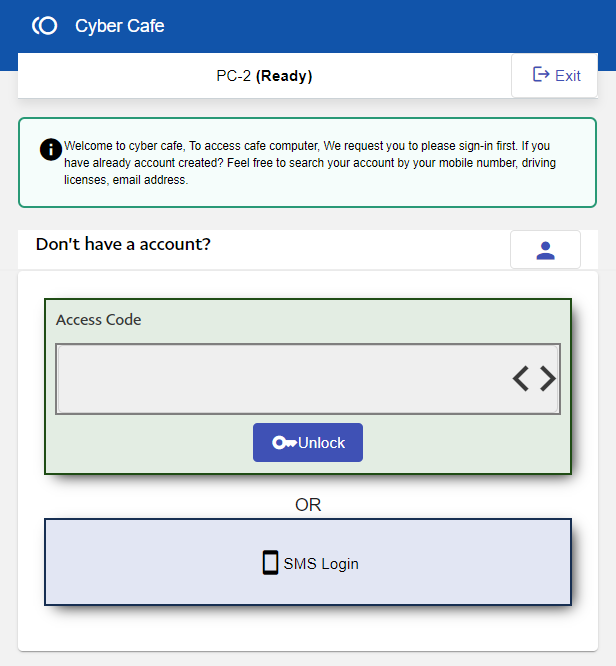 Cyber Cafe
PC-2 (Ready)
Exit
Welcome to cyber cafe, To access cafe computer, We request you to please sign-in first. If you
have already account created? Feel free to search your account by your mobile number, driving
licenses, email address.
Don't have a account?
Access Code
Unlock
OR
SMS Login